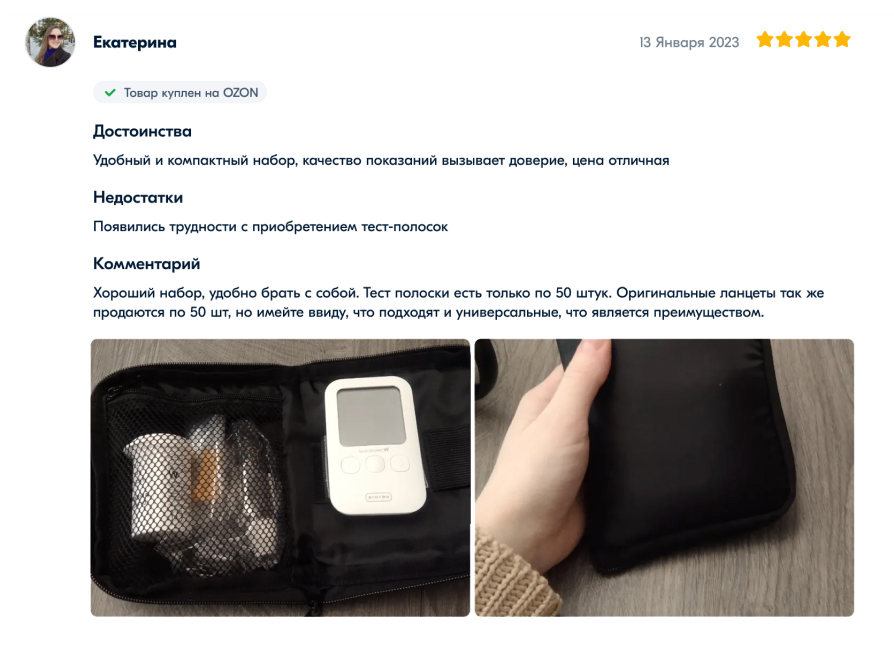 Екатерина
13 Января 2023
Товар куплен на OZON
Достоинства
Удобный и компактный набор, качество показаний вызывает доверие, цена отличная
Недостатки
Появились трудности с приобретением тест-полосок
Комментарий
Хороший набор, удобно брать с собой. Тест полоски есть только по 50 штук. Оригинальные ланцеты так же
продаются по 50 шт, но имейте ввиду, что подходят и универсальные, что является преимуществом.